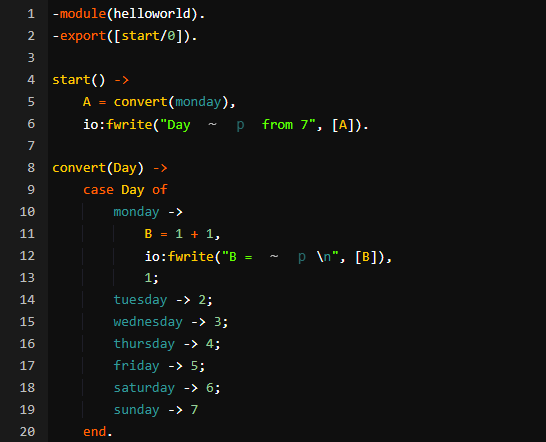 1 -module(helloworld).
2 -export([start/0]).
3
4 start() ->
5     A = convert(monday),
6     io:fwrite("Day  ~  p  from 7", [A]).
7
8 convert(Day) ->
9     case Day of
10         monday ->
11             B = 1 + 1,
12             io:fwrite("B =  ~  p \n", [B]),
13             1;
14         tuesday -> 2;
15         wednesday -> 3;
16         thursday -> 4;
17         friday -> 5;
18         saturday -> 6;
19         sunday -> 7
20     end.